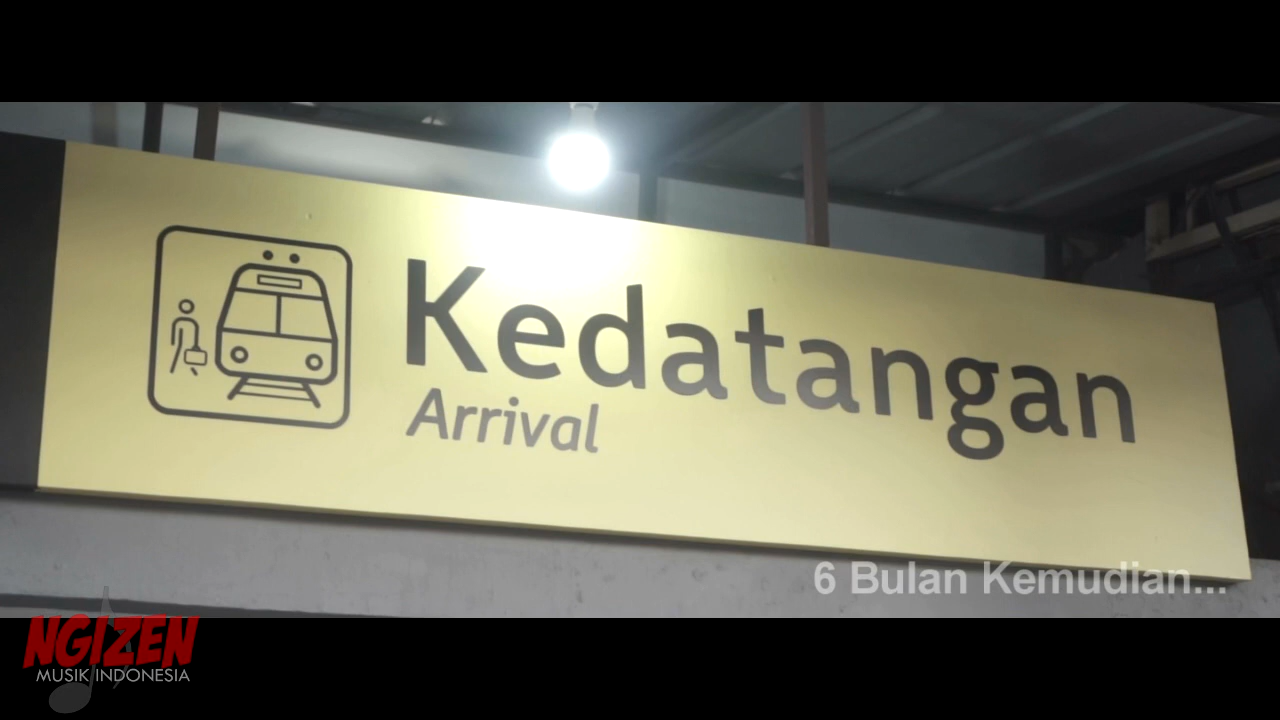 Kedatangan
Arrival
6 Bulan Kemudian...
NGIZEN
MUSIK INDONESIA